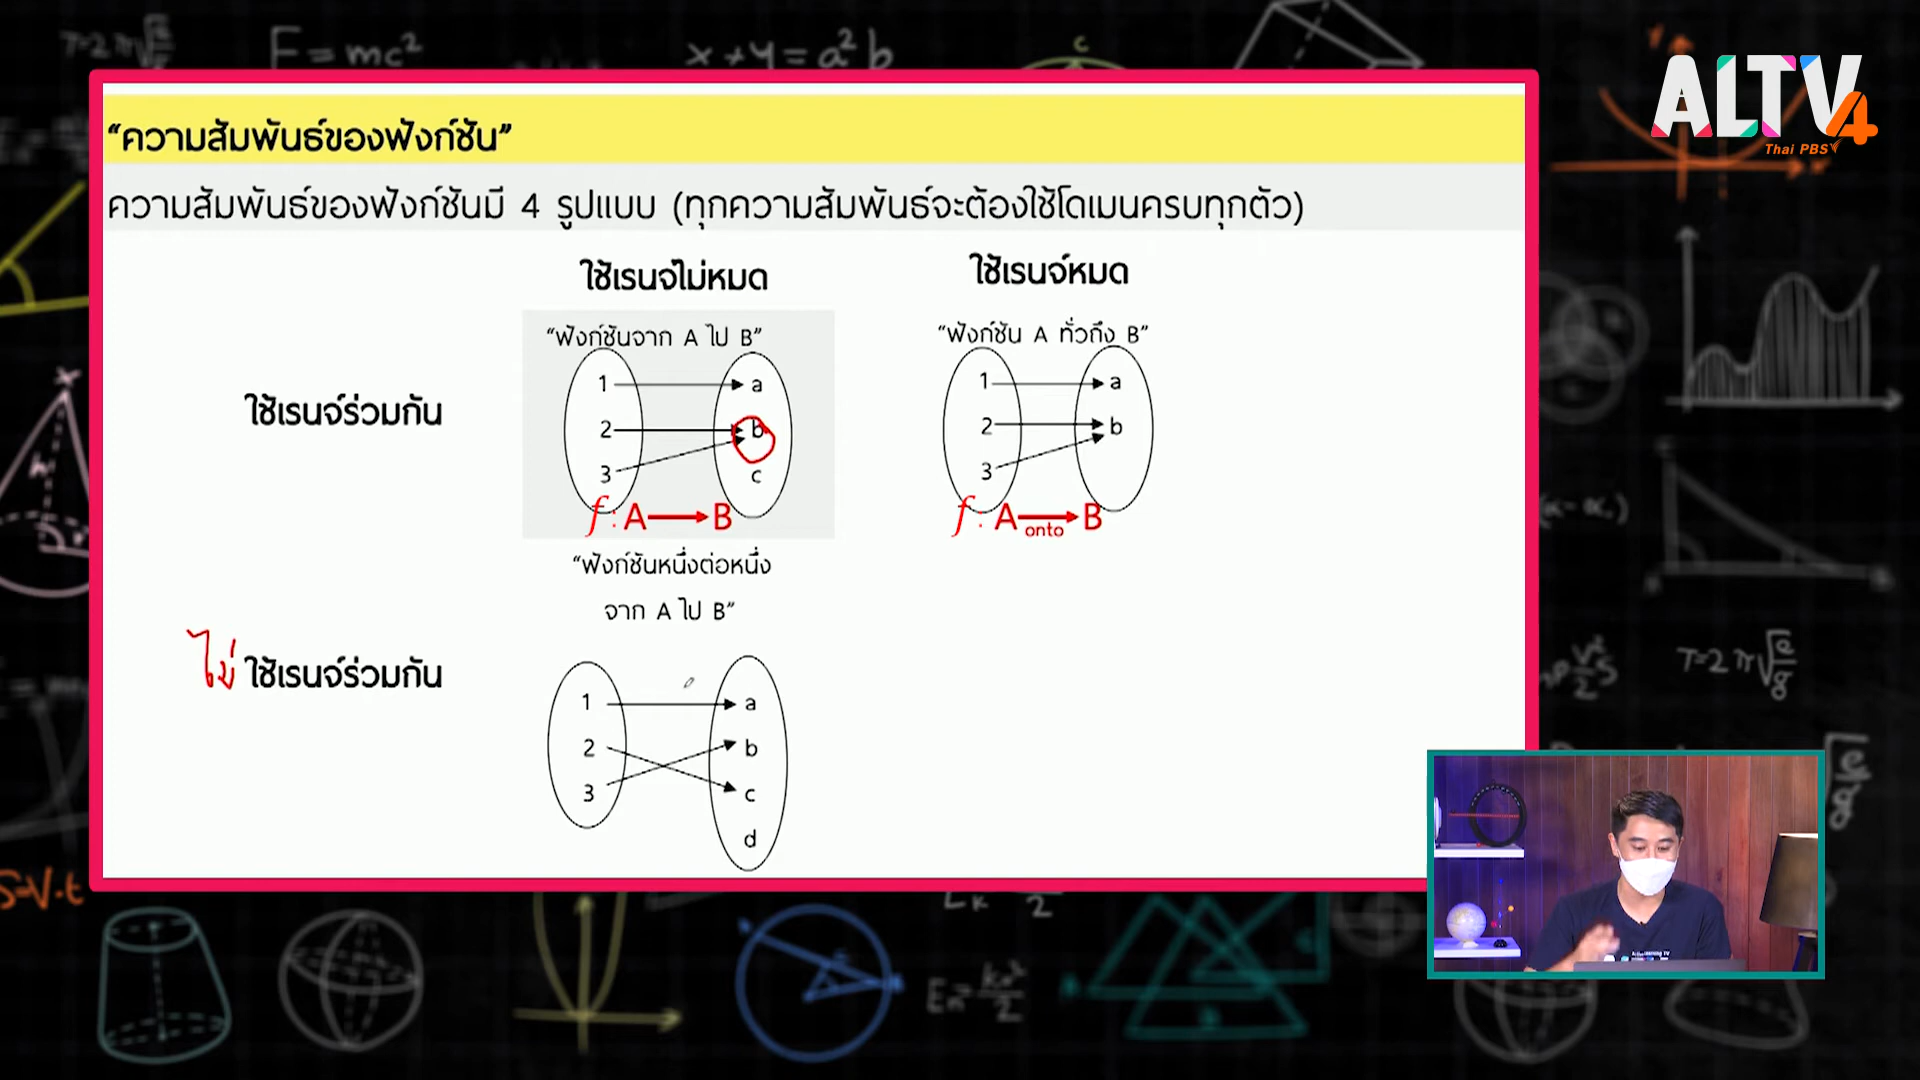 T=2π√
F=mc²
x+y=a²b
c
Y
ALTV4
Thai PBS
“ความสัมพันธ์ของฟังก์ชัน”
ความสัมพันธ์ของฟังก์ชันมี 4 รูปแบบ (ทุกความสัมพันธ์จะต้องใช้โดเมนครบทุกตัว)
ใช้เรนจ์ไม่หมด
ใช้เรนจ์หมด
“ฟังก์ชันจาก A ไป B”
“ฟังก์ชัน A ทั่วถึง B”
ใช้เรนจ์ร่วมกัน
1 a
2 b
3 c
1 a
2 b
3
f : A → B
f : A → B
onto
“ฟังก์ชันหนึ่งต่อหนึ่ง
จาก A ไป B”
ไม่ ใช้เรนจ์ร่วมกัน
1 a
2 b
3 c
d
x
h
T=2π√e/8
S=V·t